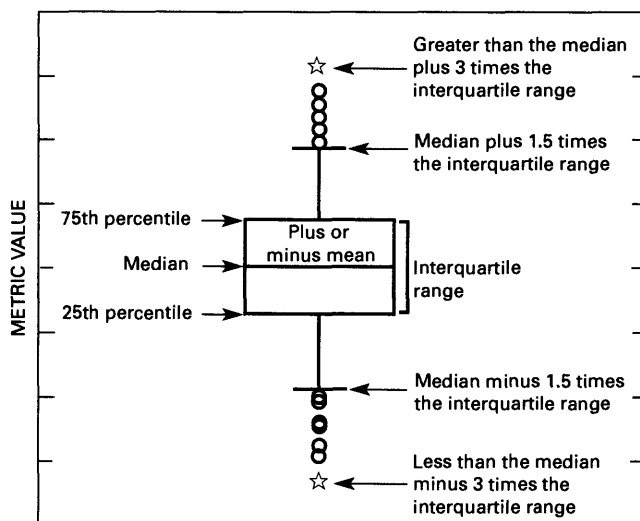 Greater than the median
plus 3 times the
interquartile range
Median plus 1.5 times
the interquartile range
75th percentile
Plus or
minus mean
Median
Interquartile
range
25th percentile
Median minus 1.5 times
the interquartile range
Less than the median
minus 3 times the
interquartile range
METRIC VALUE